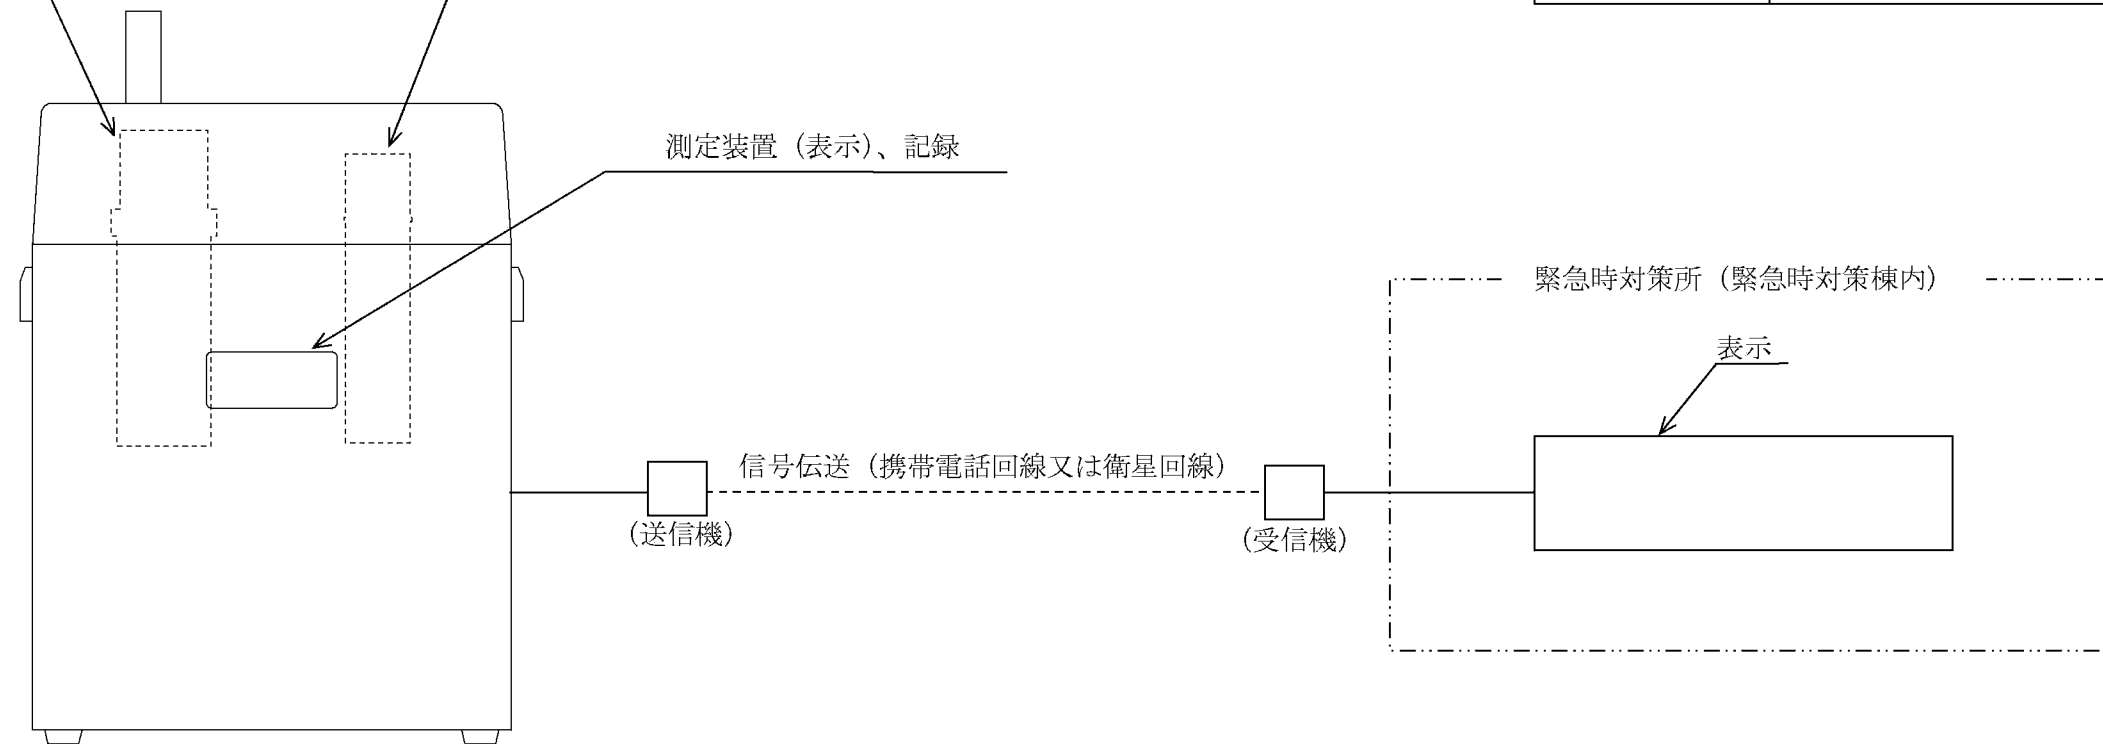 測定装置（表示）、記録
緊急時対策所（緊急時対策棟内）
表示
信号伝送（携帯電話回線又は衛星回線）
（送信機）
（受信機）